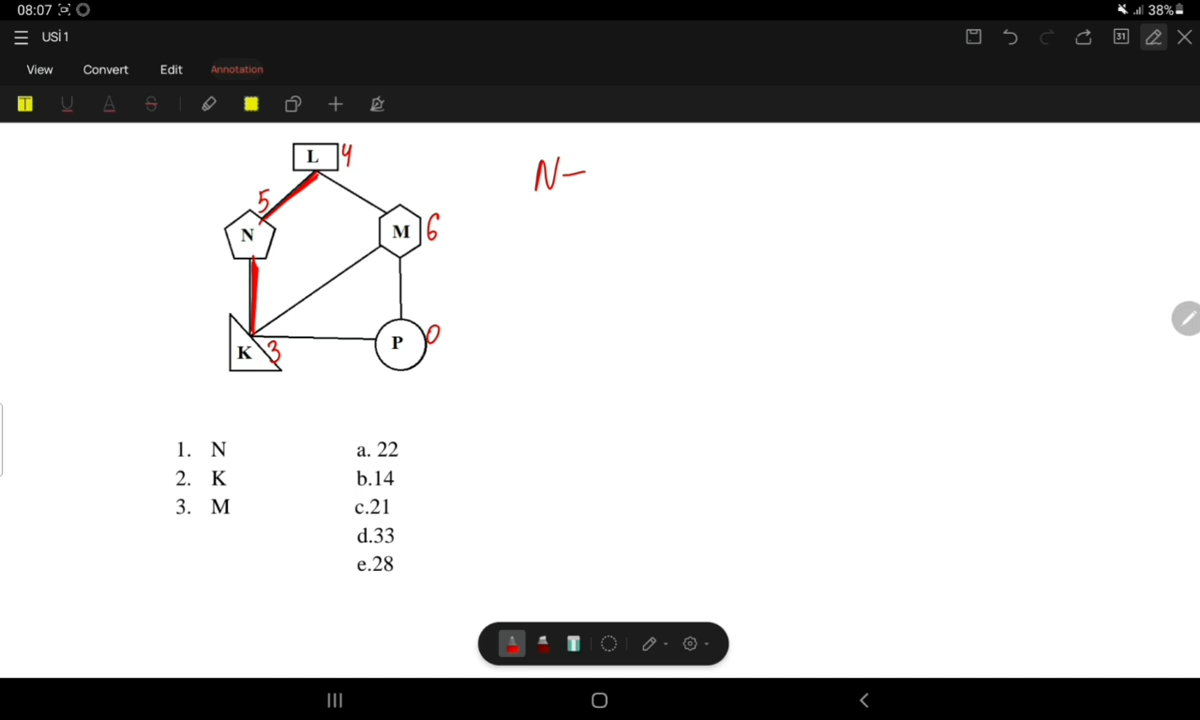 08:07 38%
USİ 1
View Convert Edit Annotation
T U A S
31
L 4
N-
5
N M 6
K 3 P 0
1. N a. 22
2. K b.14
3. M c.21
d.33
e.28